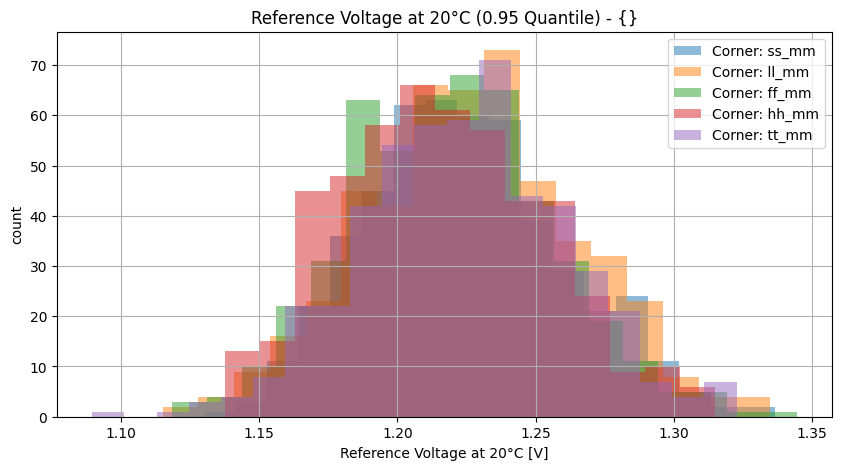 Reference Voltage at 20°C (0.95 Quantile) - {}
Corner: ss_mm
Corner: ll_mm
Corner: ff_mm
Corner: hh_mm
Corner: tt_mm
count
70
60
50
40
30
20
10
0
1.10
1.15
1.20
1.25
1.30
1.35
Reference Voltage at 20°C [V]